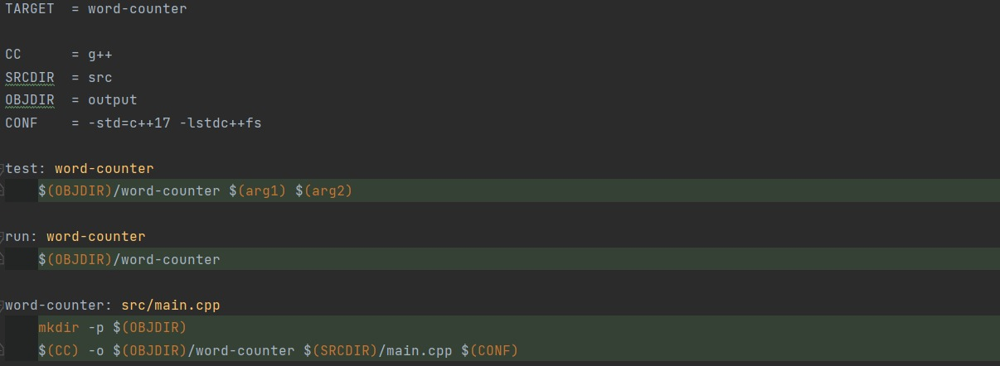 TARGET  = word-counter
CC      = g++
SRCDIR  = src
OBJDIR  = output
CONF    = -std=c++17 -lstdc++fs
test: word-counter
    $(OBJDIR)/word-counter $(arg1) $(arg2)
run: word-counter
    $(OBJDIR)/word-counter
word-counter: src/main.cpp
    mkdir -p $(OBJDIR)
    $(CC) -o $(OBJDIR)/word-counter $(SRCDIR)/main.cpp $(CONF)